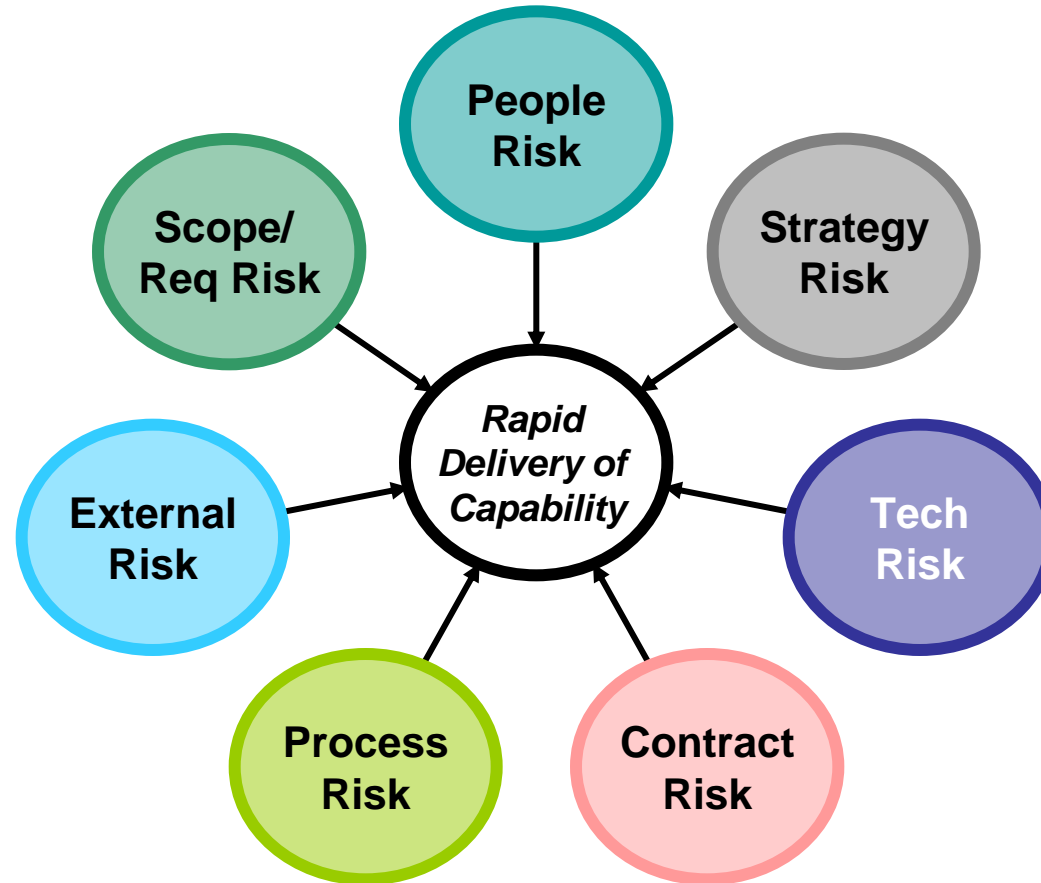 People
Risk
Scope/
Req Risk
Strategy
Risk
Rapid
Delivery of
Capability
External
Risk
Tech
Risk
Process
Risk
Contract
Risk